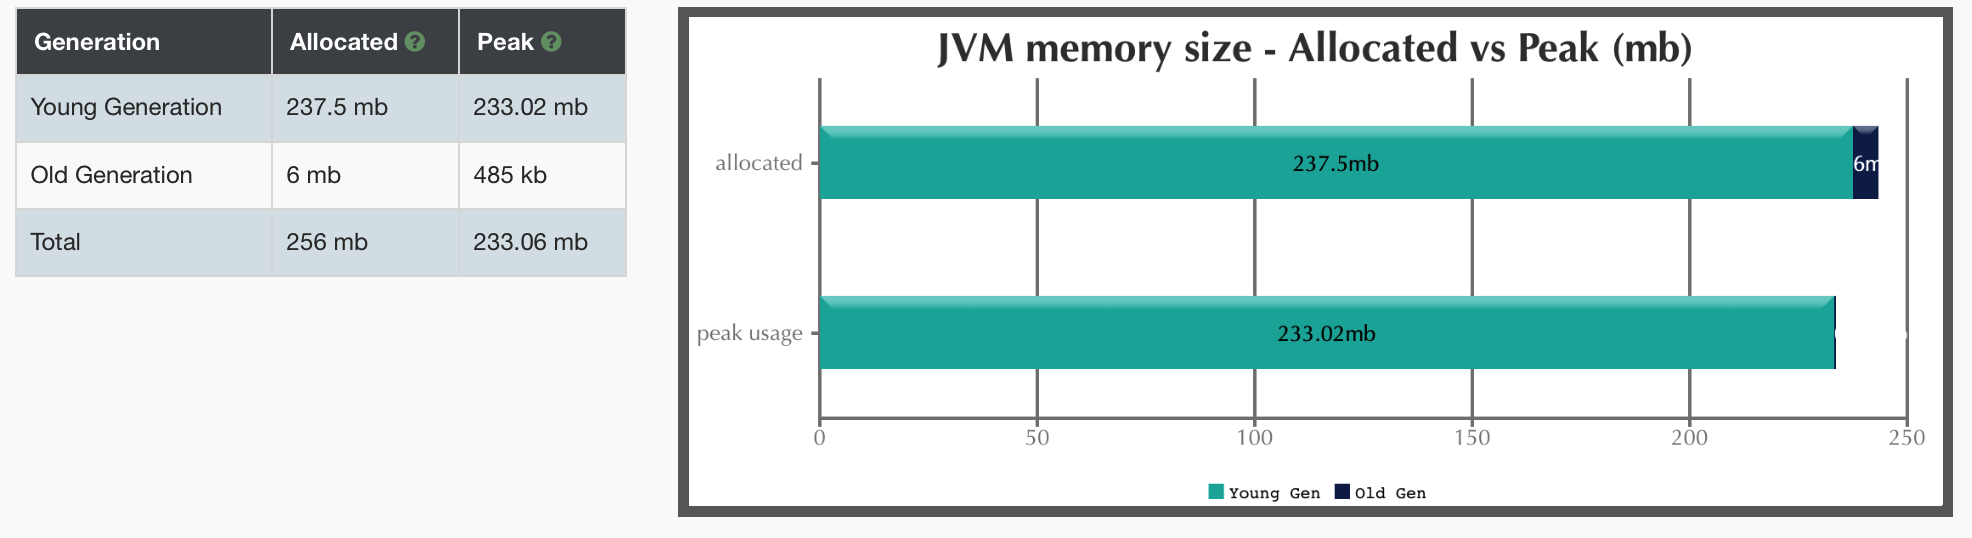 Generation Allocated ? Peak ?
Young Generation 237.5 mb 233.02 mb
Old Generation 6 mb 485 kb
Total 256 mb 233.06 mb
JVM memory size - Allocated vs Peak (mb)
allocated 237.5mb 6m
peak usage 233.02mb
0 50 100 150 200 250
Young Gen Old Gen